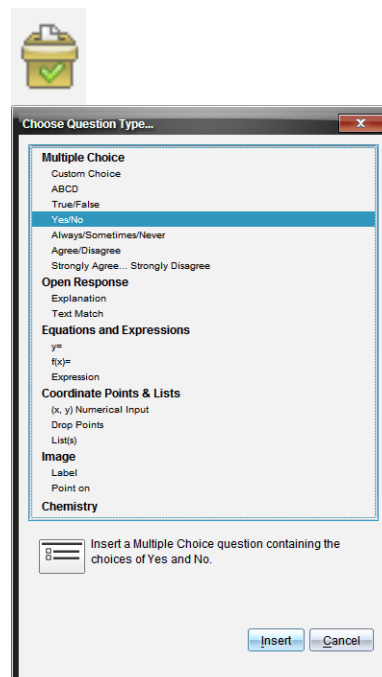 Choose Question Type...
Multiple Choice
Custom Choice
ABCD
True/False
Yes/No
Always/Sometimes/Never
Agree/Disagree
Strongly Agree... Strongly Disagree
Open Response
Explanation
Text Match
Equations and Expressions
y=
f(x)=
Expression
Coordinate Points & Lists
(x, y) Numerical Input
Drop Points
List(s)
Image
Label
Point on
Chemistry
Insert a Multiple Choice question containing the
choices of Yes and No.
Insert Cancel